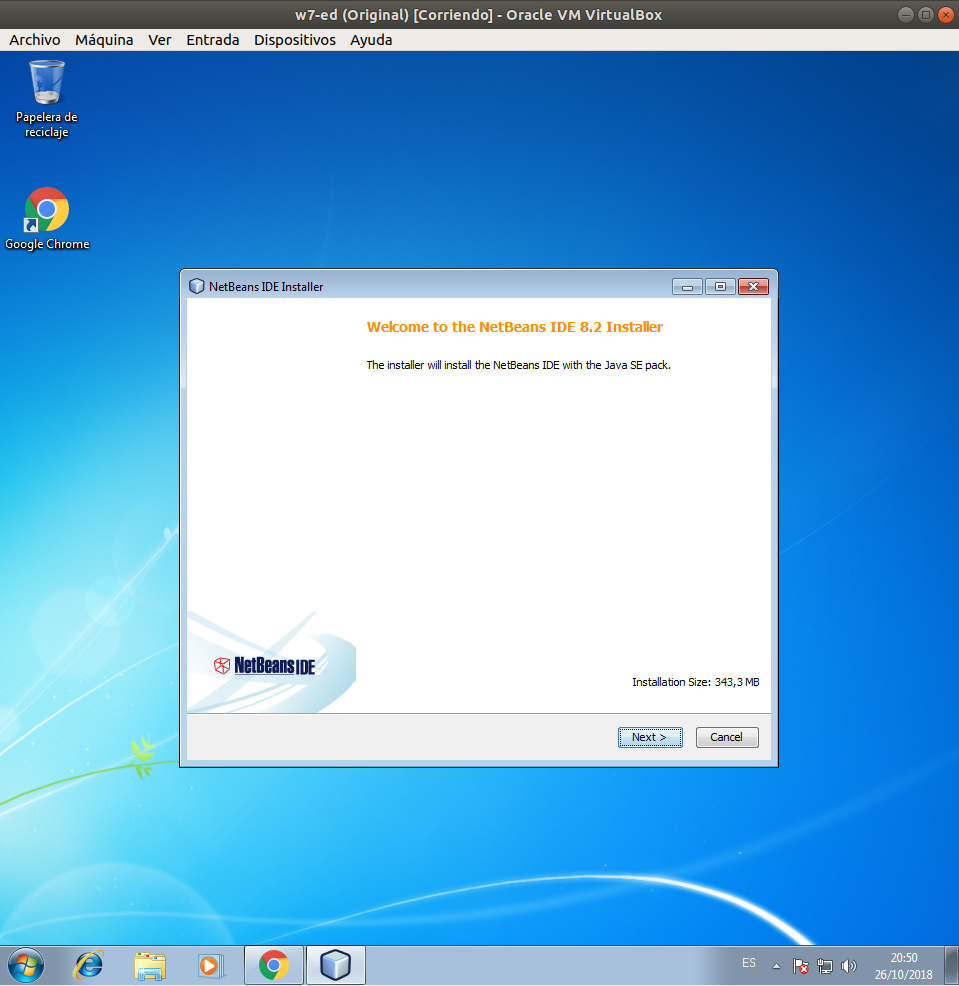 w7-ed (Original) [Corriendo] - Oracle VM VirtualBox
Archivo Máquina Ver Entrada Dispositivos Ayuda
Papelera de
reciclaje
Google Chrome
NetBeans IDE Installer
Welcome to the NetBeans IDE 8.2 Installer
The installer will install the NetBeans IDE with the Java SE pack.
NetBeans IDE
Installation Size: 343,3 MB
Next > Cancel
ES
20:50
26/10/2018